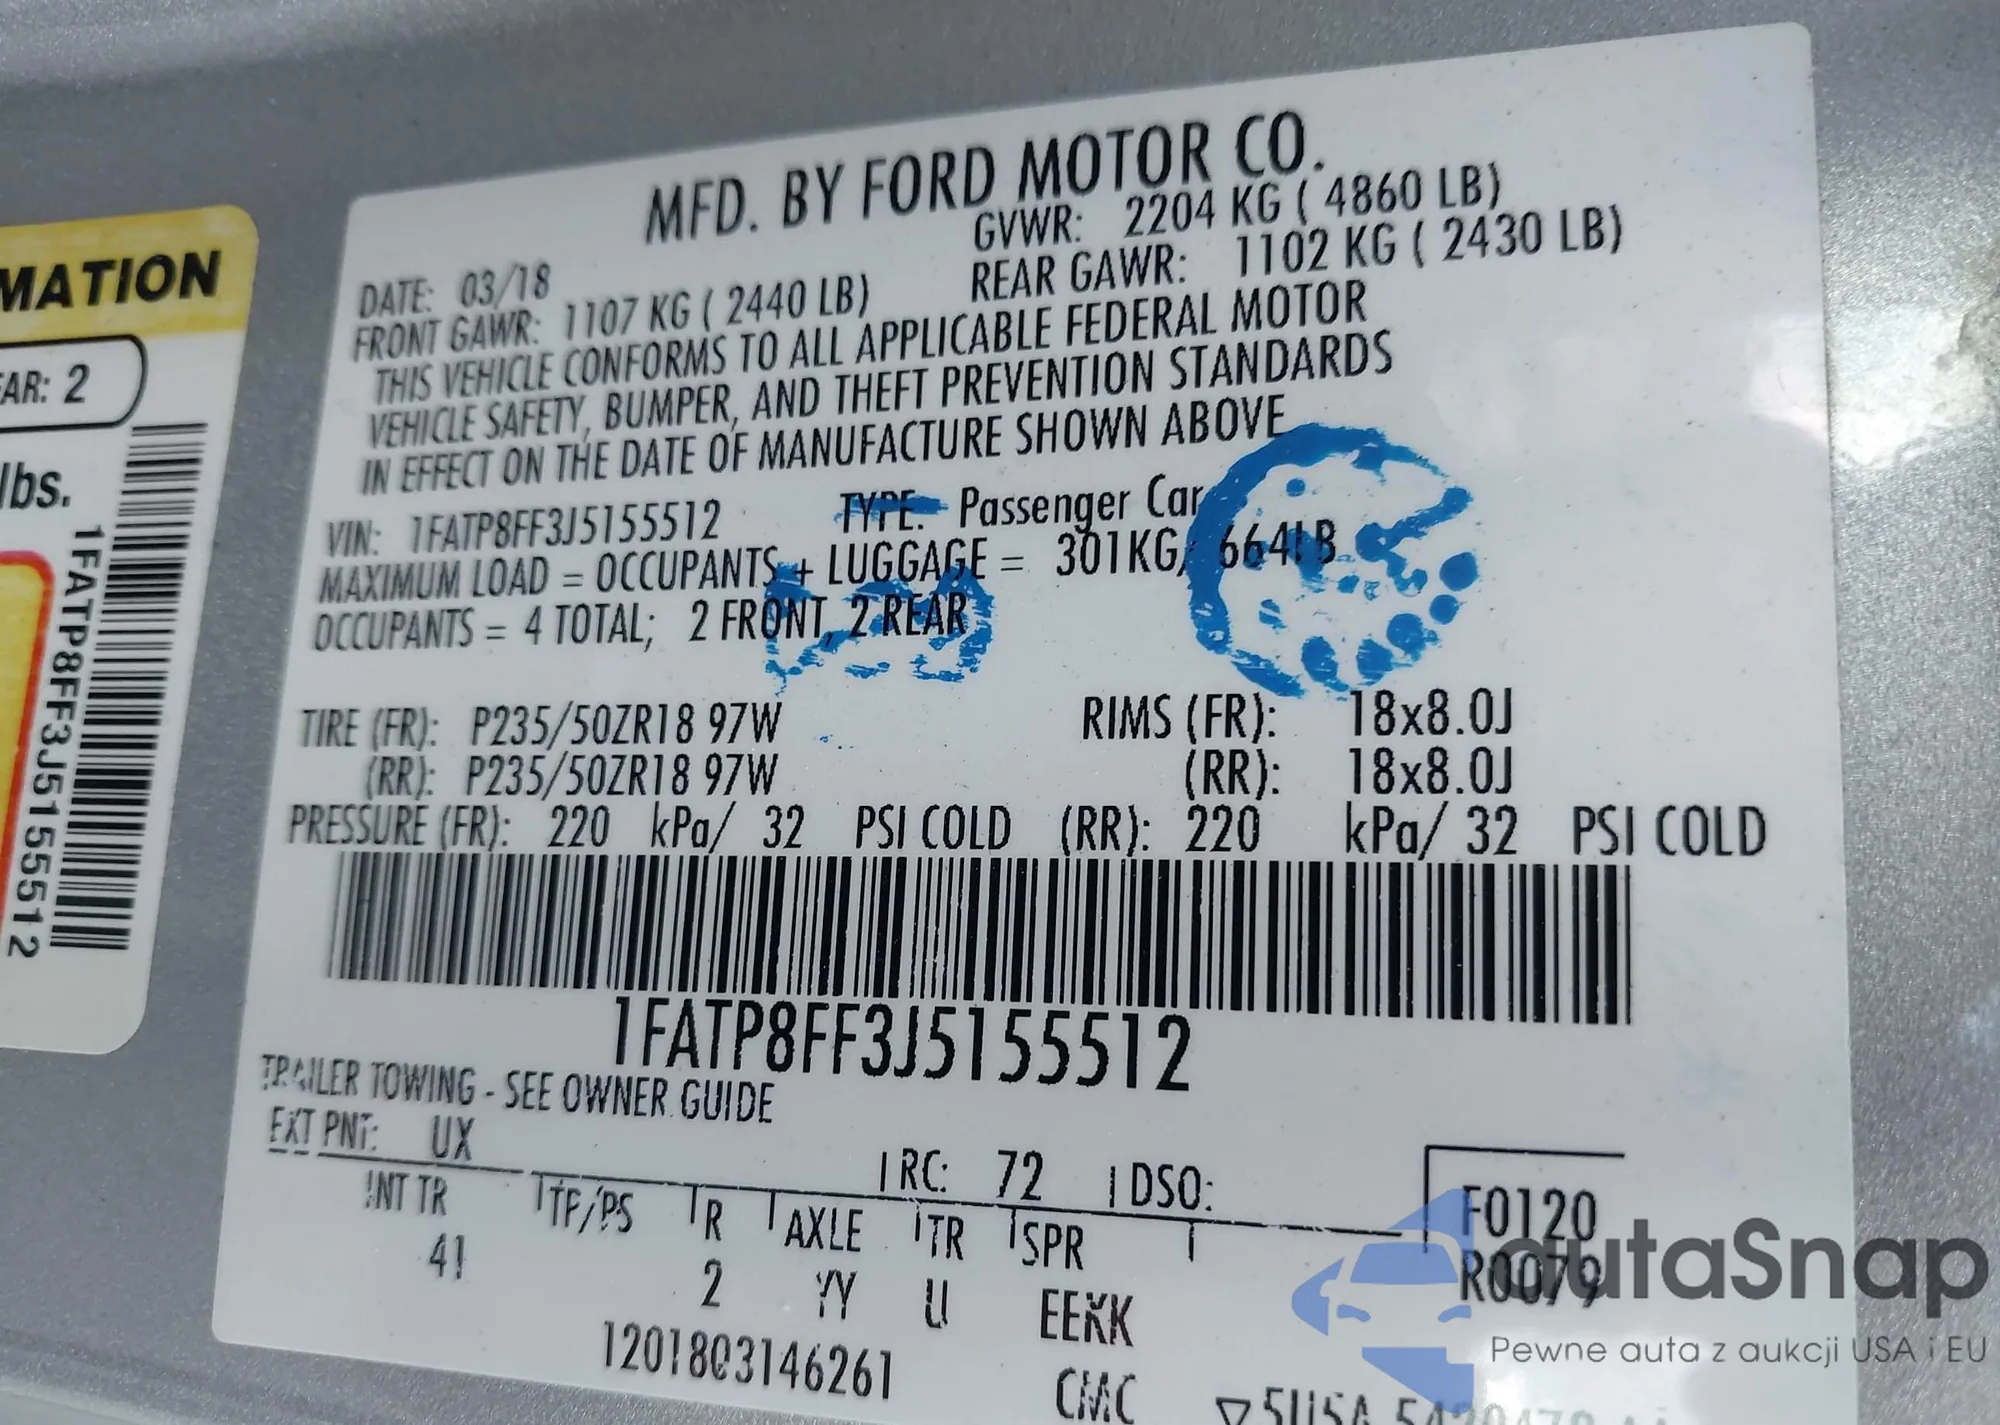 MATION
EAR: 2
lbs.
1FATP8FF3J5155512
MFD. BY FORD MOTOR CO.
DATE: 03/18
GVWR: 2204 KG ( 4860 LB)
FRONT GAWR: 1107 KG ( 2440 LB)
REAR GAWR: 1102 KG ( 2430 LB)
THIS VEHICLE CONFORMS TO ALL APPLICABLE FEDERAL MOTOR
VEHICLE SAFETY, BUMPER, AND THEFT PREVENTION STANDARDS
IN EFFECT ON THE DATE OF MANUFACTURE SHOWN ABOVE
VIN: 1FATP8FF3J5155512 TYPE: Passenger Car
MAXIMUM LOAD = OCCUPANTS + LUGGAGE = 301KG/ 664LB
OCCUPANTS = 4 TOTAL; 2 FRONT, 2 REAR
TIRE (FR): P235/50ZR18 97W RIMS (FR): 18x8.0J
(RR): P235/50ZR18 97W (RR): 18x8.0J
PRESSURE (FR): 220 kPa/ 32 PSI COLD (RR): 220 kPa/ 32 PSI COLD
1FATP8FF3J5155512
TRAILER TOWING - SEE OWNER GUIDE
EXT PNT: UX RC: 72 DSO:
INT TR TP/PS R AXLE TR SPR
41 2 YY U EEKK
F0120
R0079
1201803146261
CMC
autaSnap
Pewne auta z aukcji USA i EU